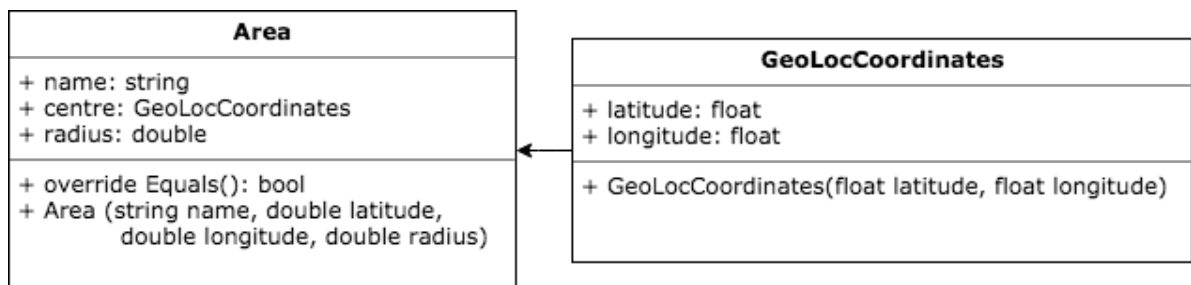 Area
+ name: string
+ centre: GeoLocCoordinates
+ radius: double
+ override Equals(): bool
+ Area (string name, double latitude,
double longitude, double radius)
GeoLocCoordinates
+ latitude: float
+ longitude: float
+ GeoLocCoordinates(float latitude, float longitude)